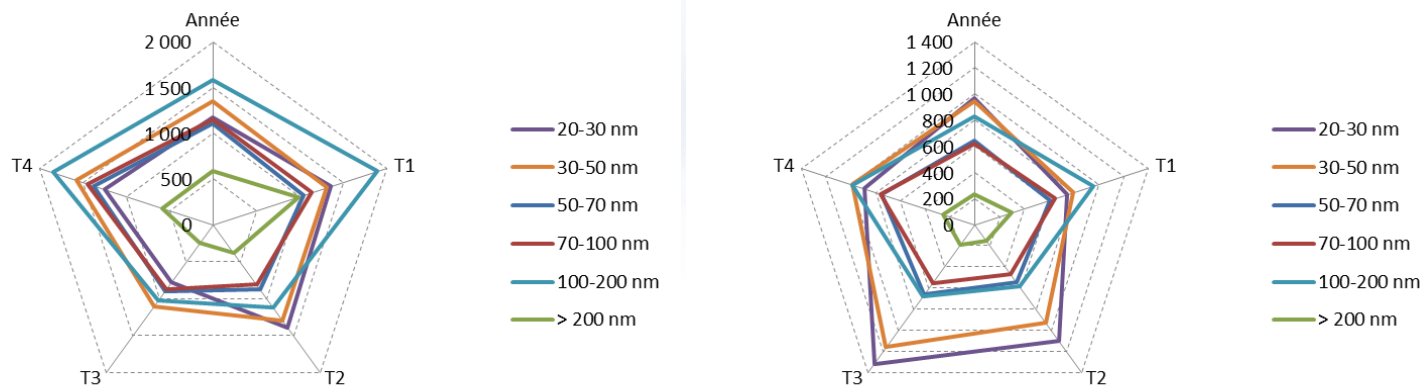 Année
2 000
1 500
1 000
500
0
T4
T1
T3
T2
20-30 nm
30-50 nm
50-70 nm
70-100 nm
100-200 nm
> 200 nm
Année
1 400
1 200
1 000
800
600
400
200
0
T4
T1
T3
T2
20-30 nm
30-50 nm
50-70 nm
70-100 nm
100-200 nm
> 200 nm